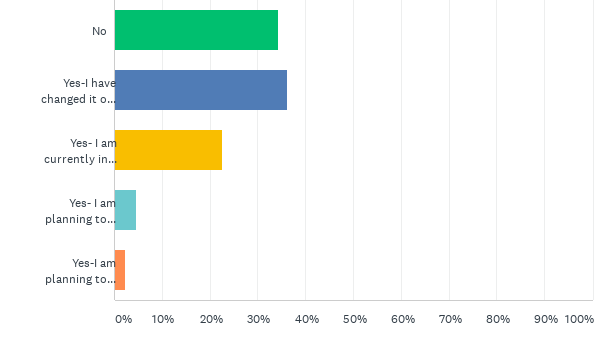 No
Yes-I have
changed it o...
Yes- I am
currently in...
Yes- I am
planning to...
Yes-I am
planning to...
0% 10% 20% 30% 40% 50% 60% 70% 80% 90% 100%